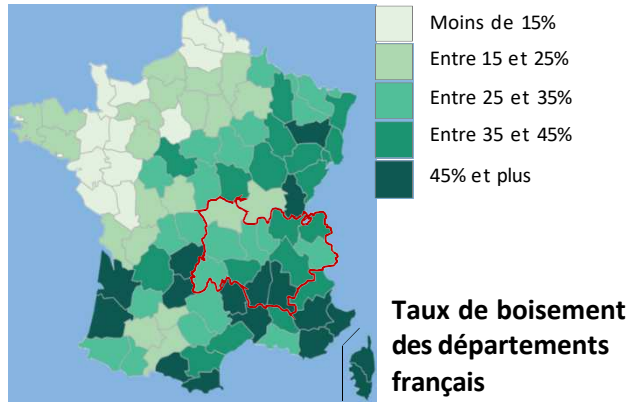 Moins de 15%
Entre 15 et 25%
Entre 25 et 35%
Entre 35 et 45%
45% et plus
Taux de boisement
des départements
français